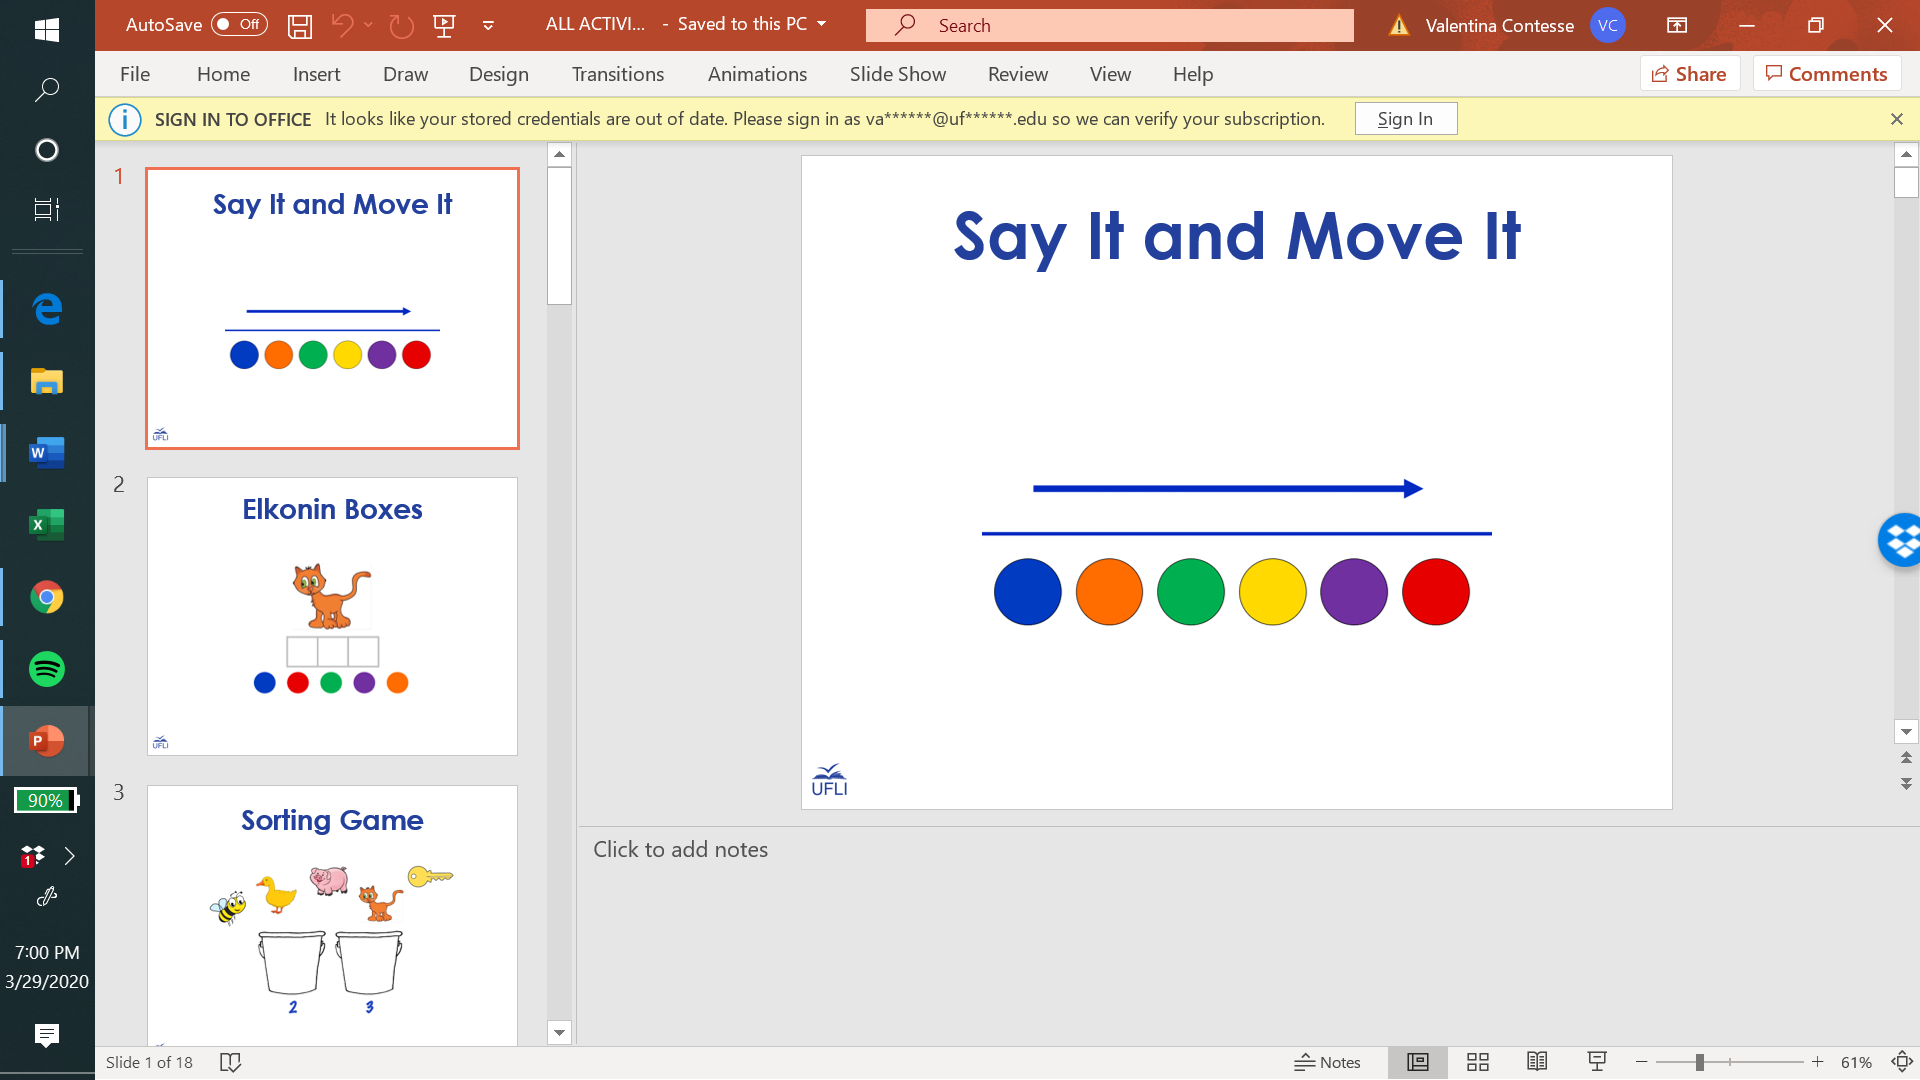 AutoSave Off
ALL ACTIVI... - Saved to this PC
Search
Valentina Contesse VC
File Home Insert Draw Design Transitions Animations Slide Show Review View Help
Share Comments
SIGN IN TO OFFICE It looks like your stored credentials are out of date. Please sign in as va******@uf******.edu so we can verify your subscription. Sign In
1
Say It and Move It
UFLI
2
Elkonin Boxes
UFLI
3
Sorting Game
2 3
Say It and Move It
UFLI
Click to add notes
W
X
P
90%
1
7:00 PM
3/29/2020
Slide 1 of 18
Notes
61%